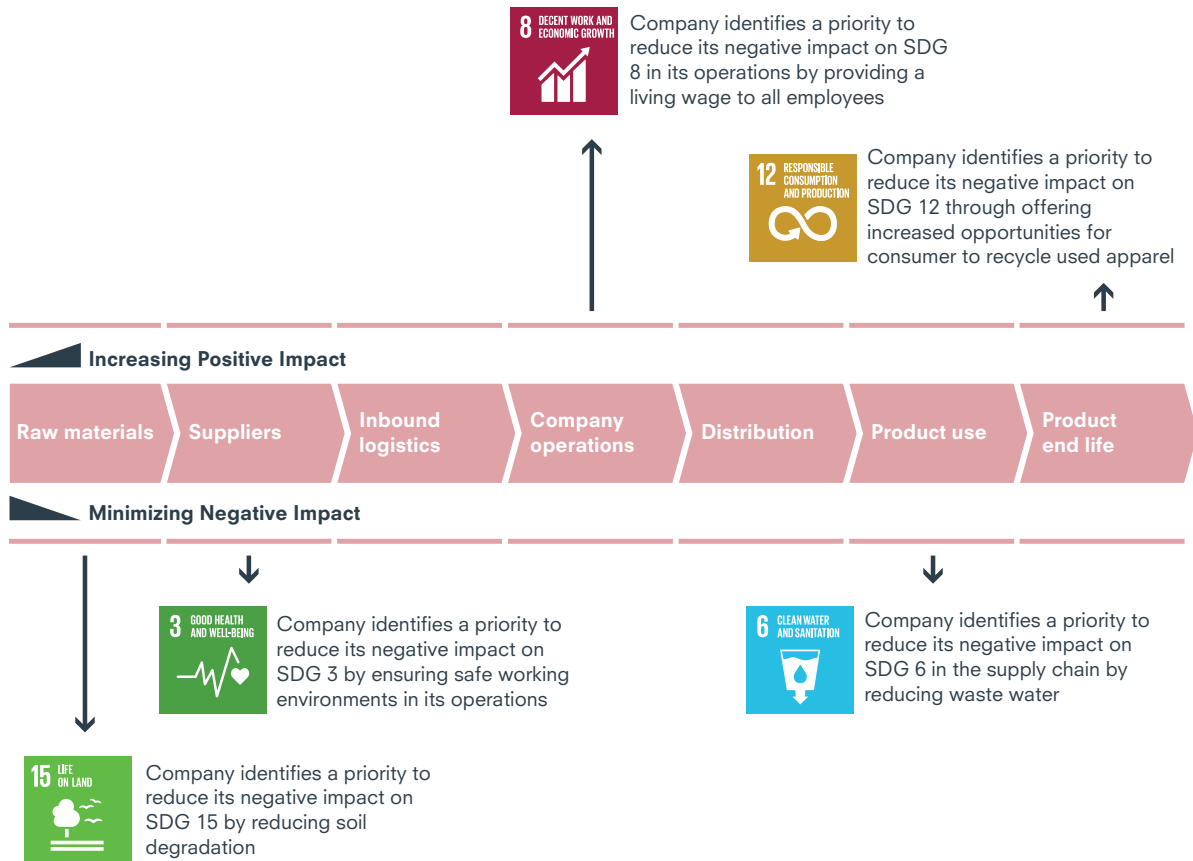 8 DECENT WORK AND
ECONOMIC GROWTH
Company identifies a priority to
reduce its negative impact on SDG
8 in its operations by providing a
living wage to all employees
12 RESPONSIBLE
CONSUMPTION
AND PRODUCTION
Company identifies a priority to
reduce its negative impact on
SDG 12 through offering
increased opportunities for
consumer to recycle used apparel
Increasing Positive Impact
Raw materials
Suppliers
Inbound
logistics
Company
operations
Distribution
Product use
Product
end life
Minimizing Negative Impact
3 GOOD HEALTH
AND WELL-BEING
Company identifies a priority to
reduce its negative impact on
SDG 3 by ensuring safe working
environments in its operations
6 CLEAN WATER
AND SANITATION
Company identifies a priority to
reduce its negative impact on
SDG 6 in the supply chain by
reducing waste water
15 LIFE
ON LAND
Company identifies a priority to
reduce its negative impact on
SDG 15 by reducing soil
degradation